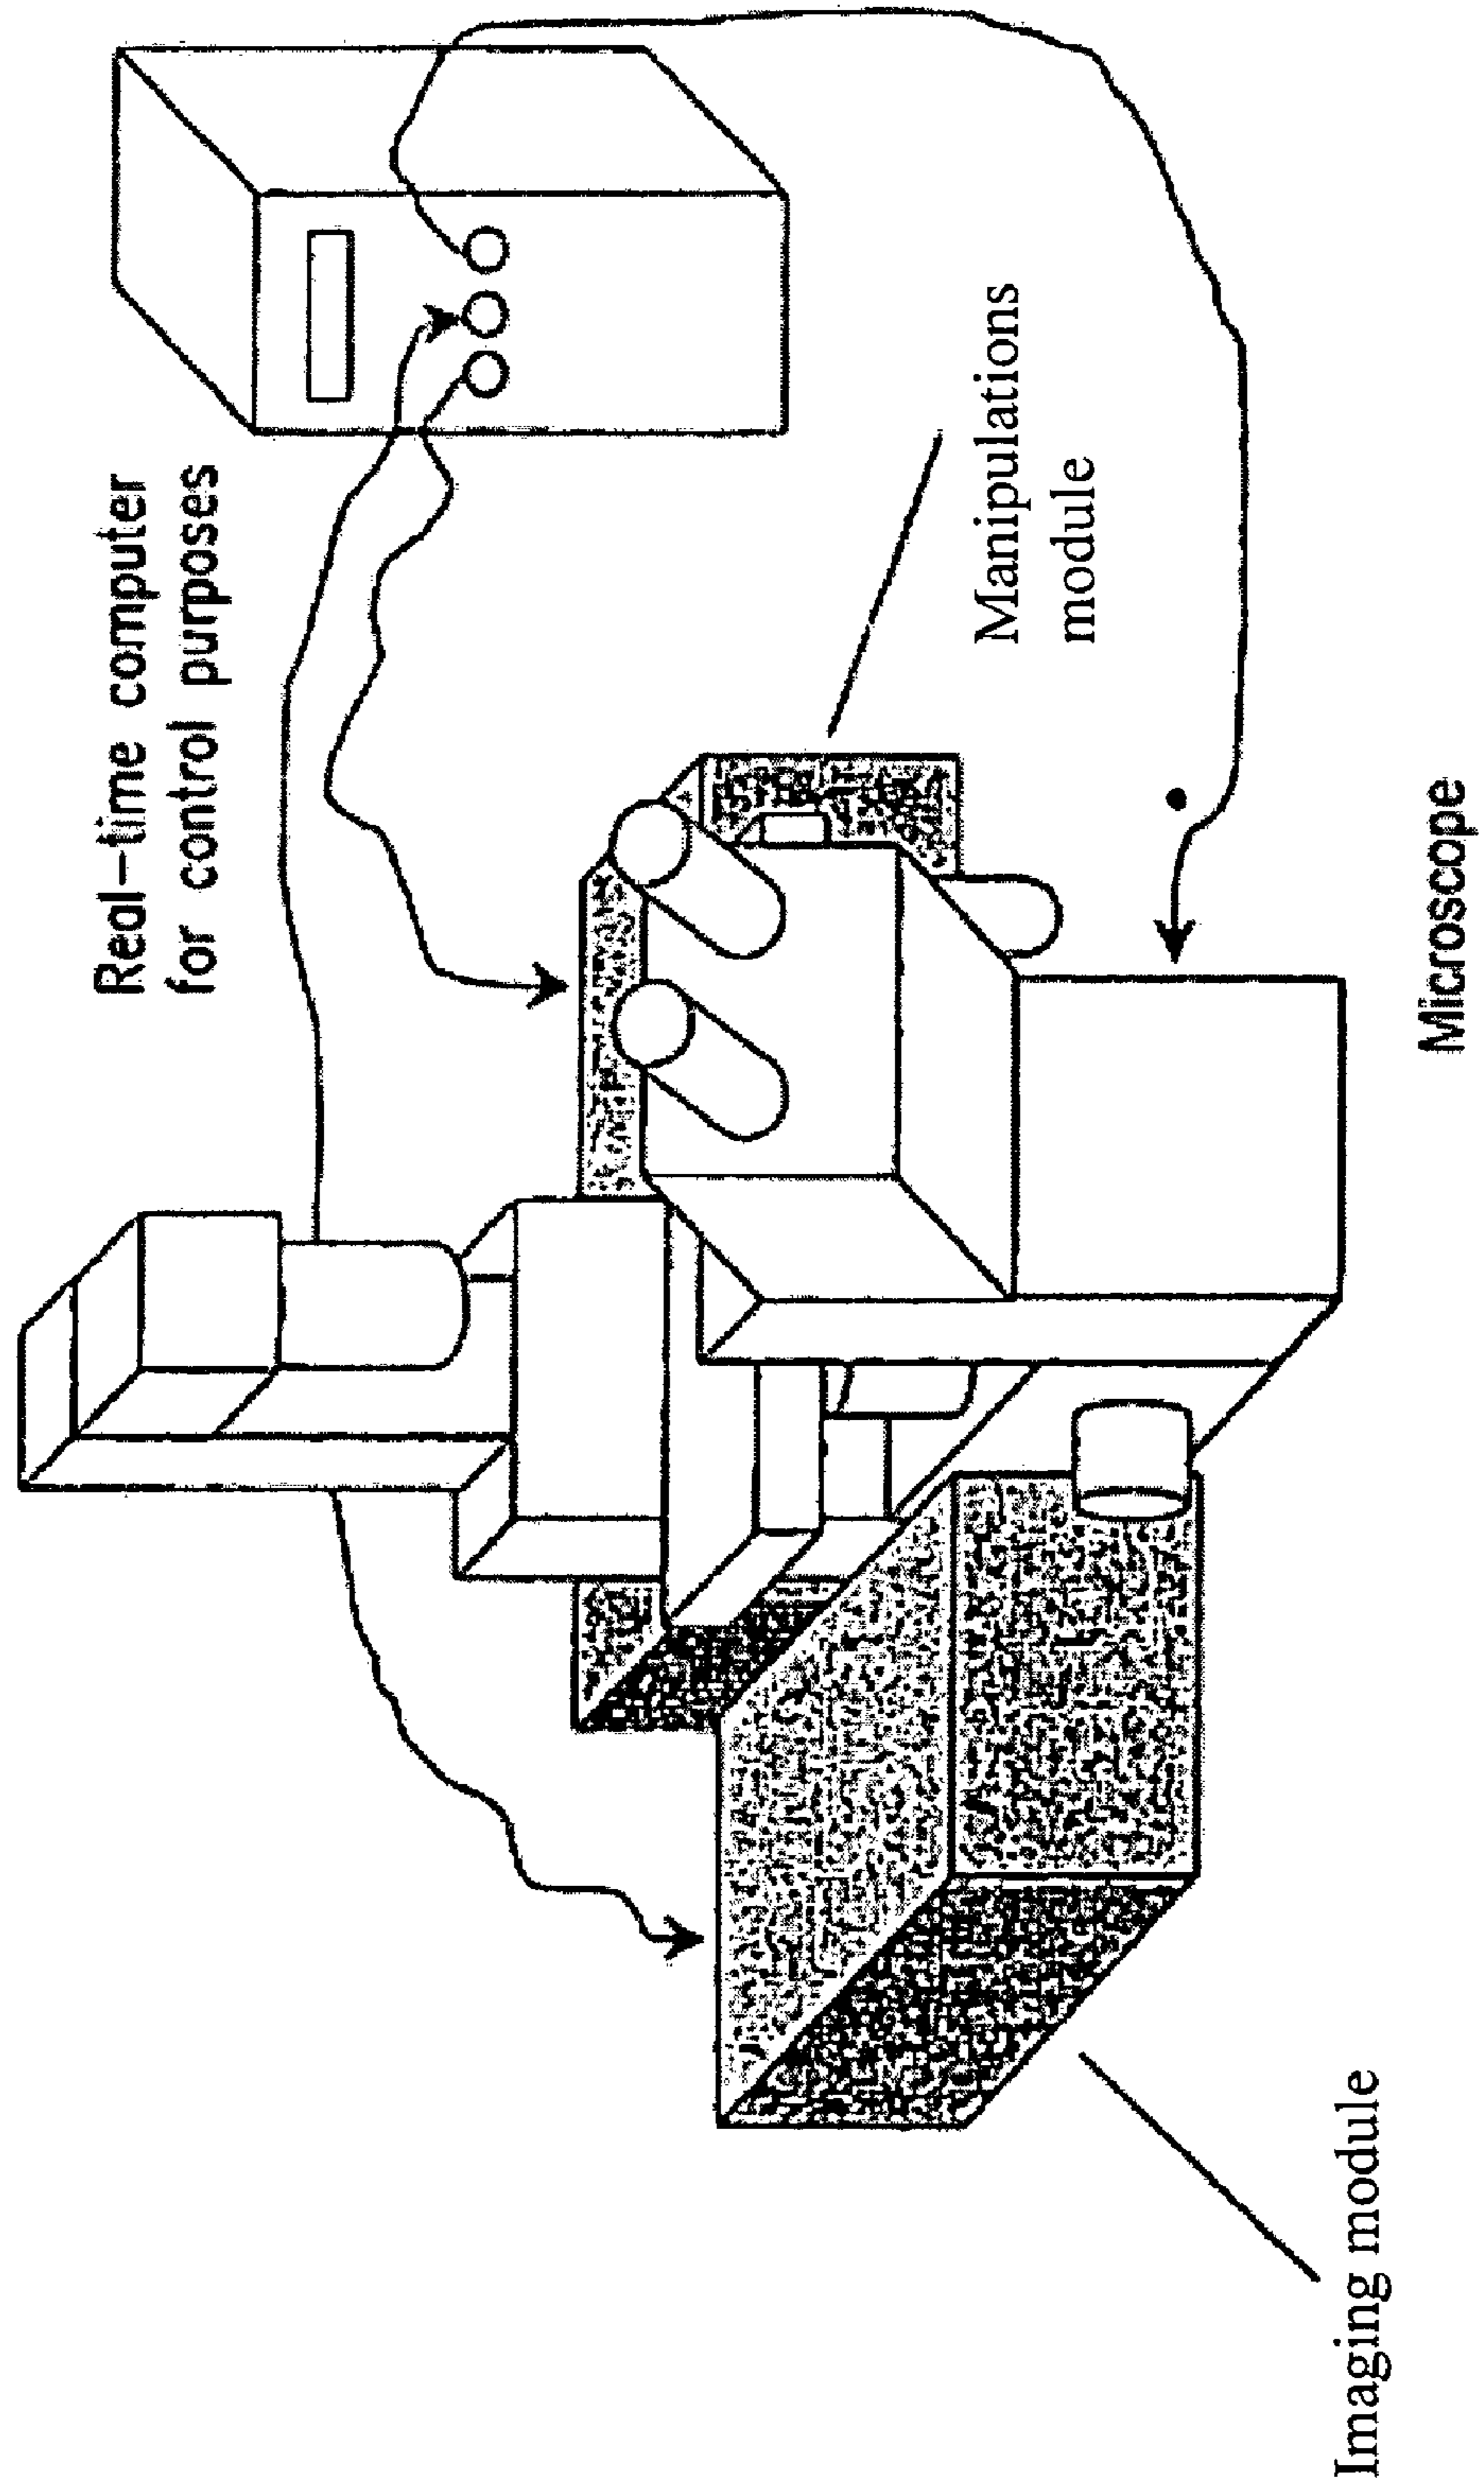 Real-time computer
for control purposes
Manipulations
module
Imaging module
Microscope